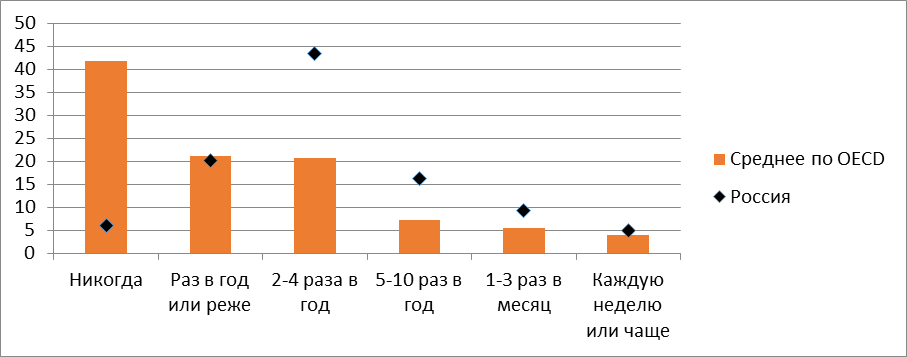 50
45
40
35
30
25
20
15
10
5
0
Никогда
Раз в год
или реже
2-4 раза в
год
5-10 раз в
год
1-3 раз в
месяц
Каждую
неделю
или чаще
Среднее по OECD
Россия